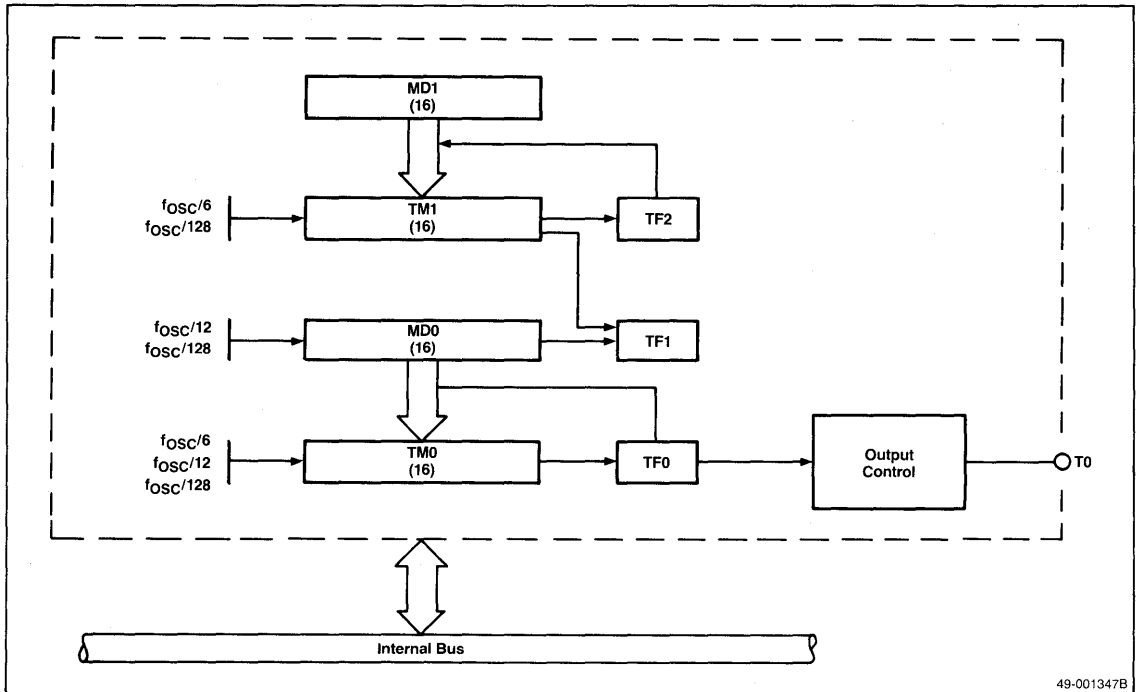 MD1
(16)
fOSC/6
fOSC/128
TM1
(16)
TF2
fOSC/12
fOSC/128
MD0
(16)
TF1
fOSC/6
fOSC/12
fOSC/128
TM0
(16)
TF0
Output
Control
T0
Internal Bus
49-001347B